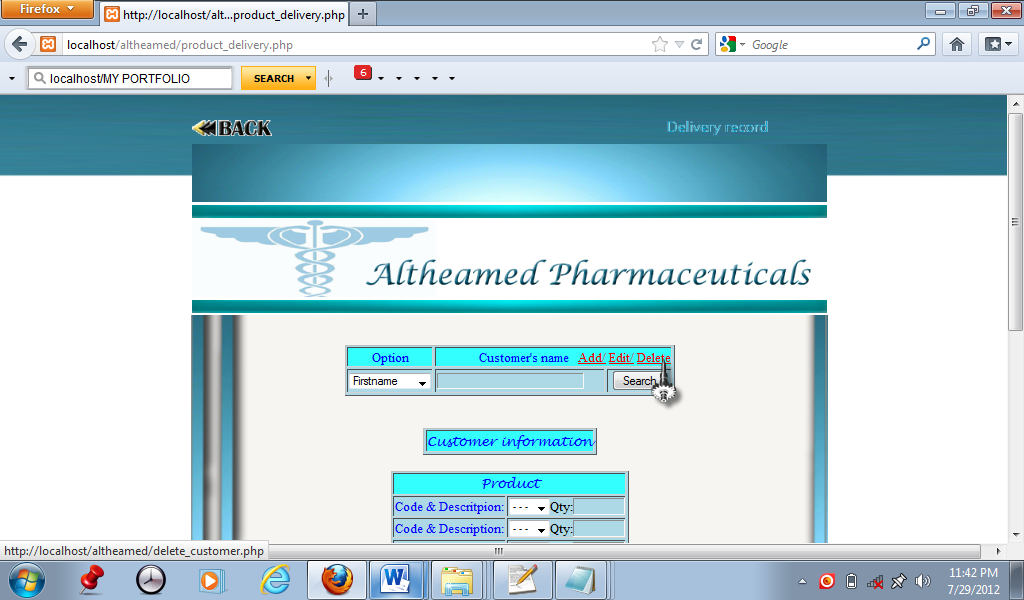 Firefox
http://localhost/alt...product_delivery.php
localhost/altheamed/product_delivery.php
Google
localhost/MY PORTFOLIO
SEARCH
6
BACK
Delivery record
Altheamed Pharmaceuticals
Option Customer's name Add/ Edit/ Delete
Firstname Search
Customer information
Product
Code & Descritpion: --- Qty:
Code & Description: --- Qty:
http://localhost/altheamed/delete_customer.php
11:42 PM
7/29/2012